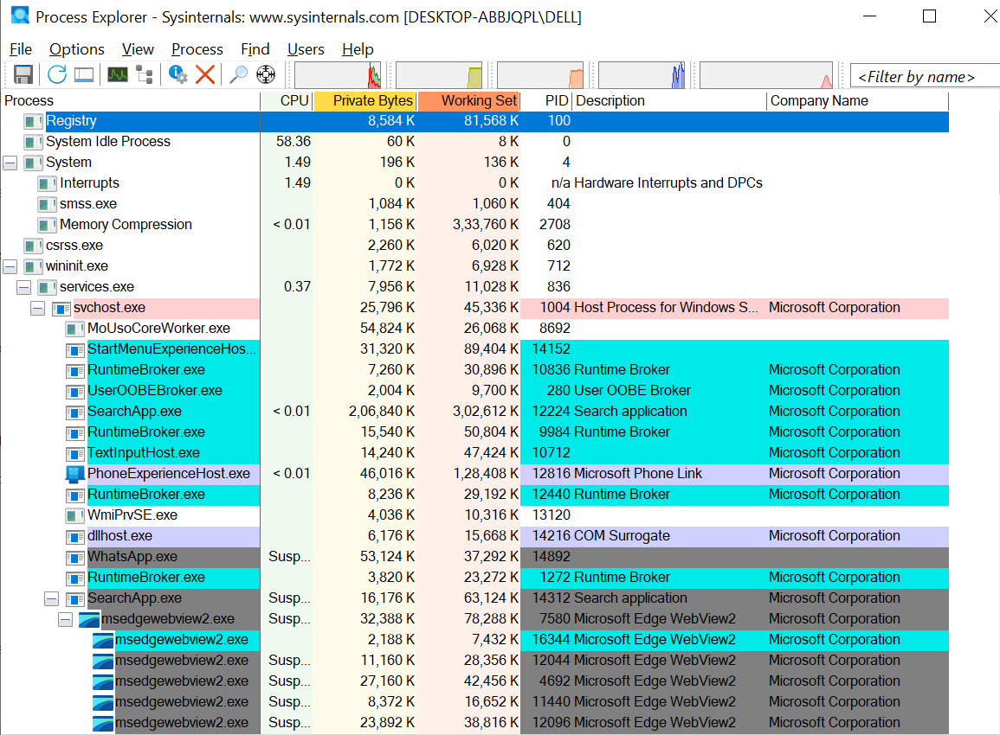 Process Explorer - Sysinternals: www.sysinternals.com [DESKTOP-ABBJQPL\DELL]
File Options View Process Find Users Help
<Filter by name>
Process CPU Private Bytes Working Set PID Description Company Name
Registry 8,584 K 81,568 K 100
System Idle Process 58.36 60 K 8 K 0
System 1.49 196 K 136 K 4
Interrupts 1.49 0 K 0 K n/a Hardware Interrupts and DPCs
smss.exe 1,084 K 1,060 K 404
Memory Compression < 0.01 1,156 K 3,33,760 K 2708
csrss.exe 2,260 K 6,020 K 620
wininit.exe 1,772 K 6,928 K 712
services.exe 0.37 7,956 K 11,028 K 836
svchost.exe 25,796 K 45,336 K 1004 Host Process for Windows S... Microsoft Corporation
MoUsoCoreWorker.exe 54,824 K 26,068 K 8692
StartMenuExperienceHos... 31,320 K 89,404 K 14152
RuntimeBroker.exe 7,260 K 30,896 K 10836 Runtime Broker Microsoft Corporation
UserOOBEBroker.exe 2,004 K 9,700 K 280 User OOBE Broker Microsoft Corporation
SearchApp.exe < 0.01 2,06,840 K 3,02,612 K 12224 Search application Microsoft Corporation
RuntimeBroker.exe 15,540 K 50,804 K 9984 Runtime Broker Microsoft Corporation
TextInputHost.exe 14,240 K 47,424 K 10712 Microsoft Corporation
PhoneExperienceHost.exe < 0.01 46,016 K 1,28,408 K 12816 Microsoft Phone Link Microsoft Corporation
RuntimeBroker.exe 8,236 K 29,192 K 12440 Runtime Broker Microsoft Corporation
WmiPrvSE.exe 4,036 K 10,316 K 13120
dllhost.exe 6,176 K 15,668 K 14216 COM Surrogate Microsoft Corporation
WhatsApp.exe Susp... 53,124 K 37,292 K 14892
RuntimeBroker.exe 3,820 K 23,272 K 1272 Runtime Broker Microsoft Corporation
SearchApp.exe Susp... 16,176 K 63,124 K 14312 Search application Microsoft Corporation
msedgewebview2.exe Susp... 32,388 K 78,288 K 7580 Microsoft Edge WebView2 Microsoft Corporation
msedgewebview2.exe 2,188 K 7,432 K 16344 Microsoft Edge WebView2 Microsoft Corporation
msedgewebview2.exe Susp... 11,160 K 28,356 K 12044 Microsoft Edge WebView2 Microsoft Corporation
msedgewebview2.exe Susp... 27,160 K 42,456 K 4692 Microsoft Edge WebView2 Microsoft Corporation
msedgewebview2.exe Susp... 8,372 K 16,652 K 11440 Microsoft Edge WebView2 Microsoft Corporation
msedgewebview2.exe Susp... 23,892 K 38,816 K 12096 Microsoft Edge WebView2 Microsoft Corporation